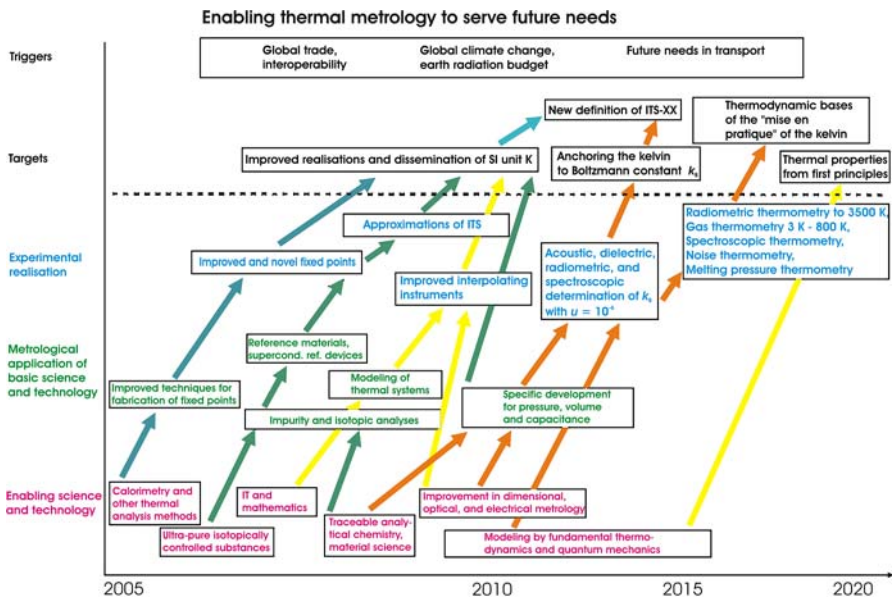 Enabling thermal metrology to serve future needs
Triggers
Global trade,
interoperability
Global climate change,
earth radiation budget
Future needs in transport
Targets
New definition of ITS-XX
Thermodynamic bases
of the "mise en
pratique" of the kelvin
Improved realisations and dissemination of SI unit K
Anchoring the kelvin
to Boltzmann constant
Thermal properties
from first principles
Experimental
realisation
Approximations of ITS
Improved and novel fixed points
Improved interpolating
instruments
Acoustic, dielectric,
radiometric, and
spectroscopic
determination of
with u =
Radiometric thermometry to 3500 K,
Gas thermometry 3 K - 800 K,
Spectroscopic thermometry,
Noise thermometry,
Melting pressure thermometry
Metrological
application of
basic science
and technology
Reference materials,
supercond. ref. devices
Improved techniques for
fabrication of fixed points
Modeling of
thermal systems
Impurity and isotopic analyses
Specific development
for pressure, volume
and capacitance
Enabling science
and technology
Calorimetry and
other thermal
analysis methods
Ultra-pure isotopically
controlled substances
IT and
mathematics
Traceable analy-
tical chemistry,
material science
Improvement in dimensional,
optical, and electrical metrology
Modeling by fundamental thermo-
dynamics and quantum mechanics
2005
2010
2015
2020